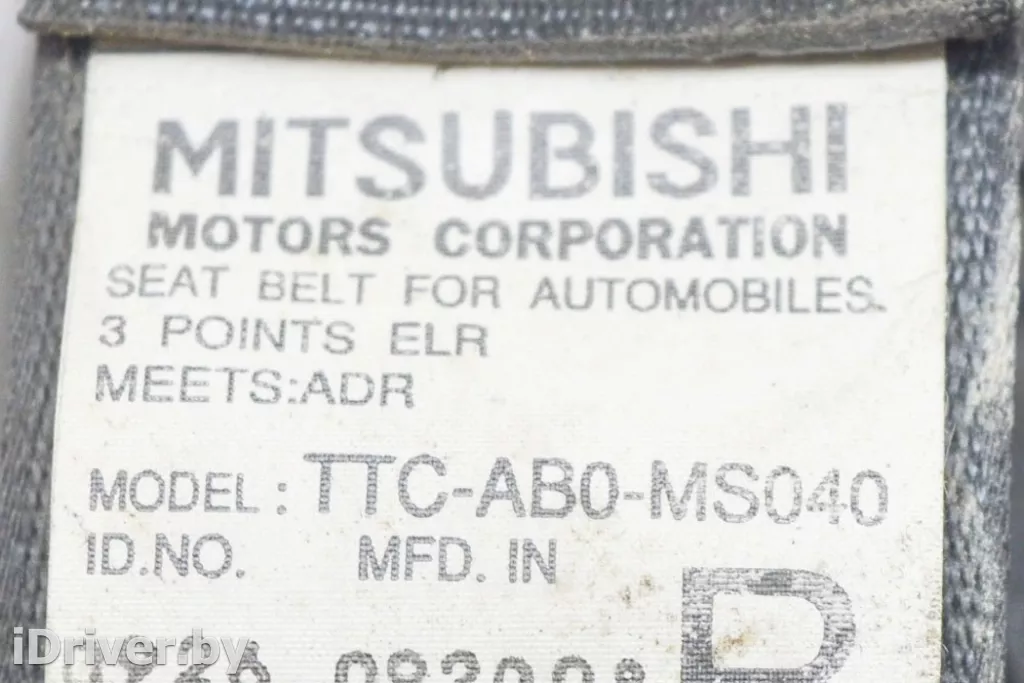 MITSUBISHI
MOTORS CORPORATION
SEAT BELT FOR AUTOMOBILES.
3 POINTS ELR
MEETS:ADR
MODEL: TTC-AB0-MS040
ID.NO. MFD. IN
iDriver.by